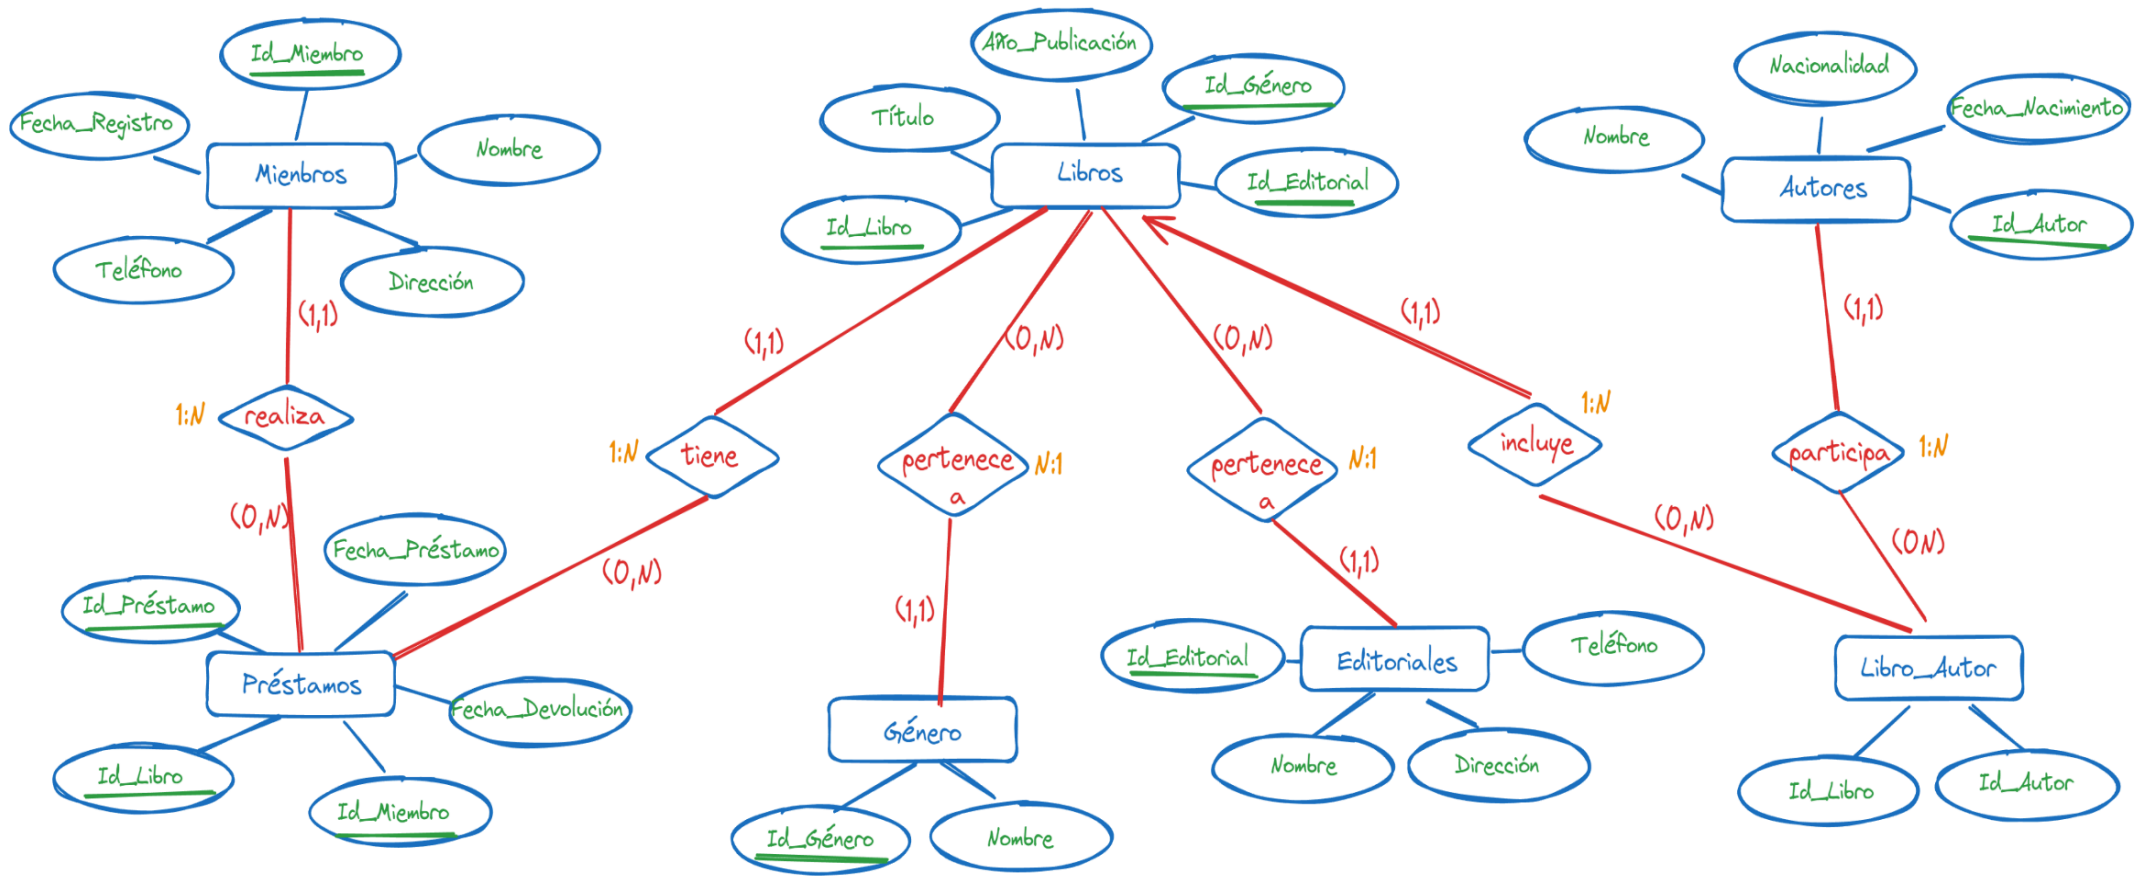 Año_Publicación
Id_Miembro
Nacionalidad
Id_Género
Fecha_Nacimiento
Título
Fecha_Registro
Nombre
Nombre
Mienbros
Libros
Id_Editorial
Autores
Id_Libro
Id_Autor
Teléfono
Dirección
(1,1)
(1,1)
(0,N)
(0,N)
(1,1)
(1,1)
1:N
realiza
1:N
tiene
pertenece
a
N:1
pertenece
a
N:1
incluye
1:N
participa
1:N
(0,N)
(0,N)
(1,1)
(1,1)
(0,N)
(0N)
Fecha_Préstamo
Id_Préstamo
Préstamos
Fecha_Devolución
Id_Libro
Id_Miembro
Género
Id_Género
Nombre
Id_Editorial
Editoriales
Teléfono
Nombre
Dirección
Libro_Autor
Id_Libro
Id_Autor